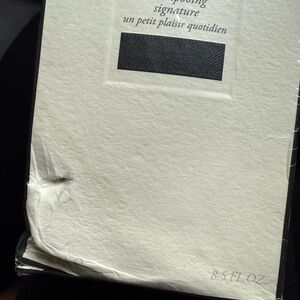 signature
un petit plaisir quotidien
8.5 FL OZ